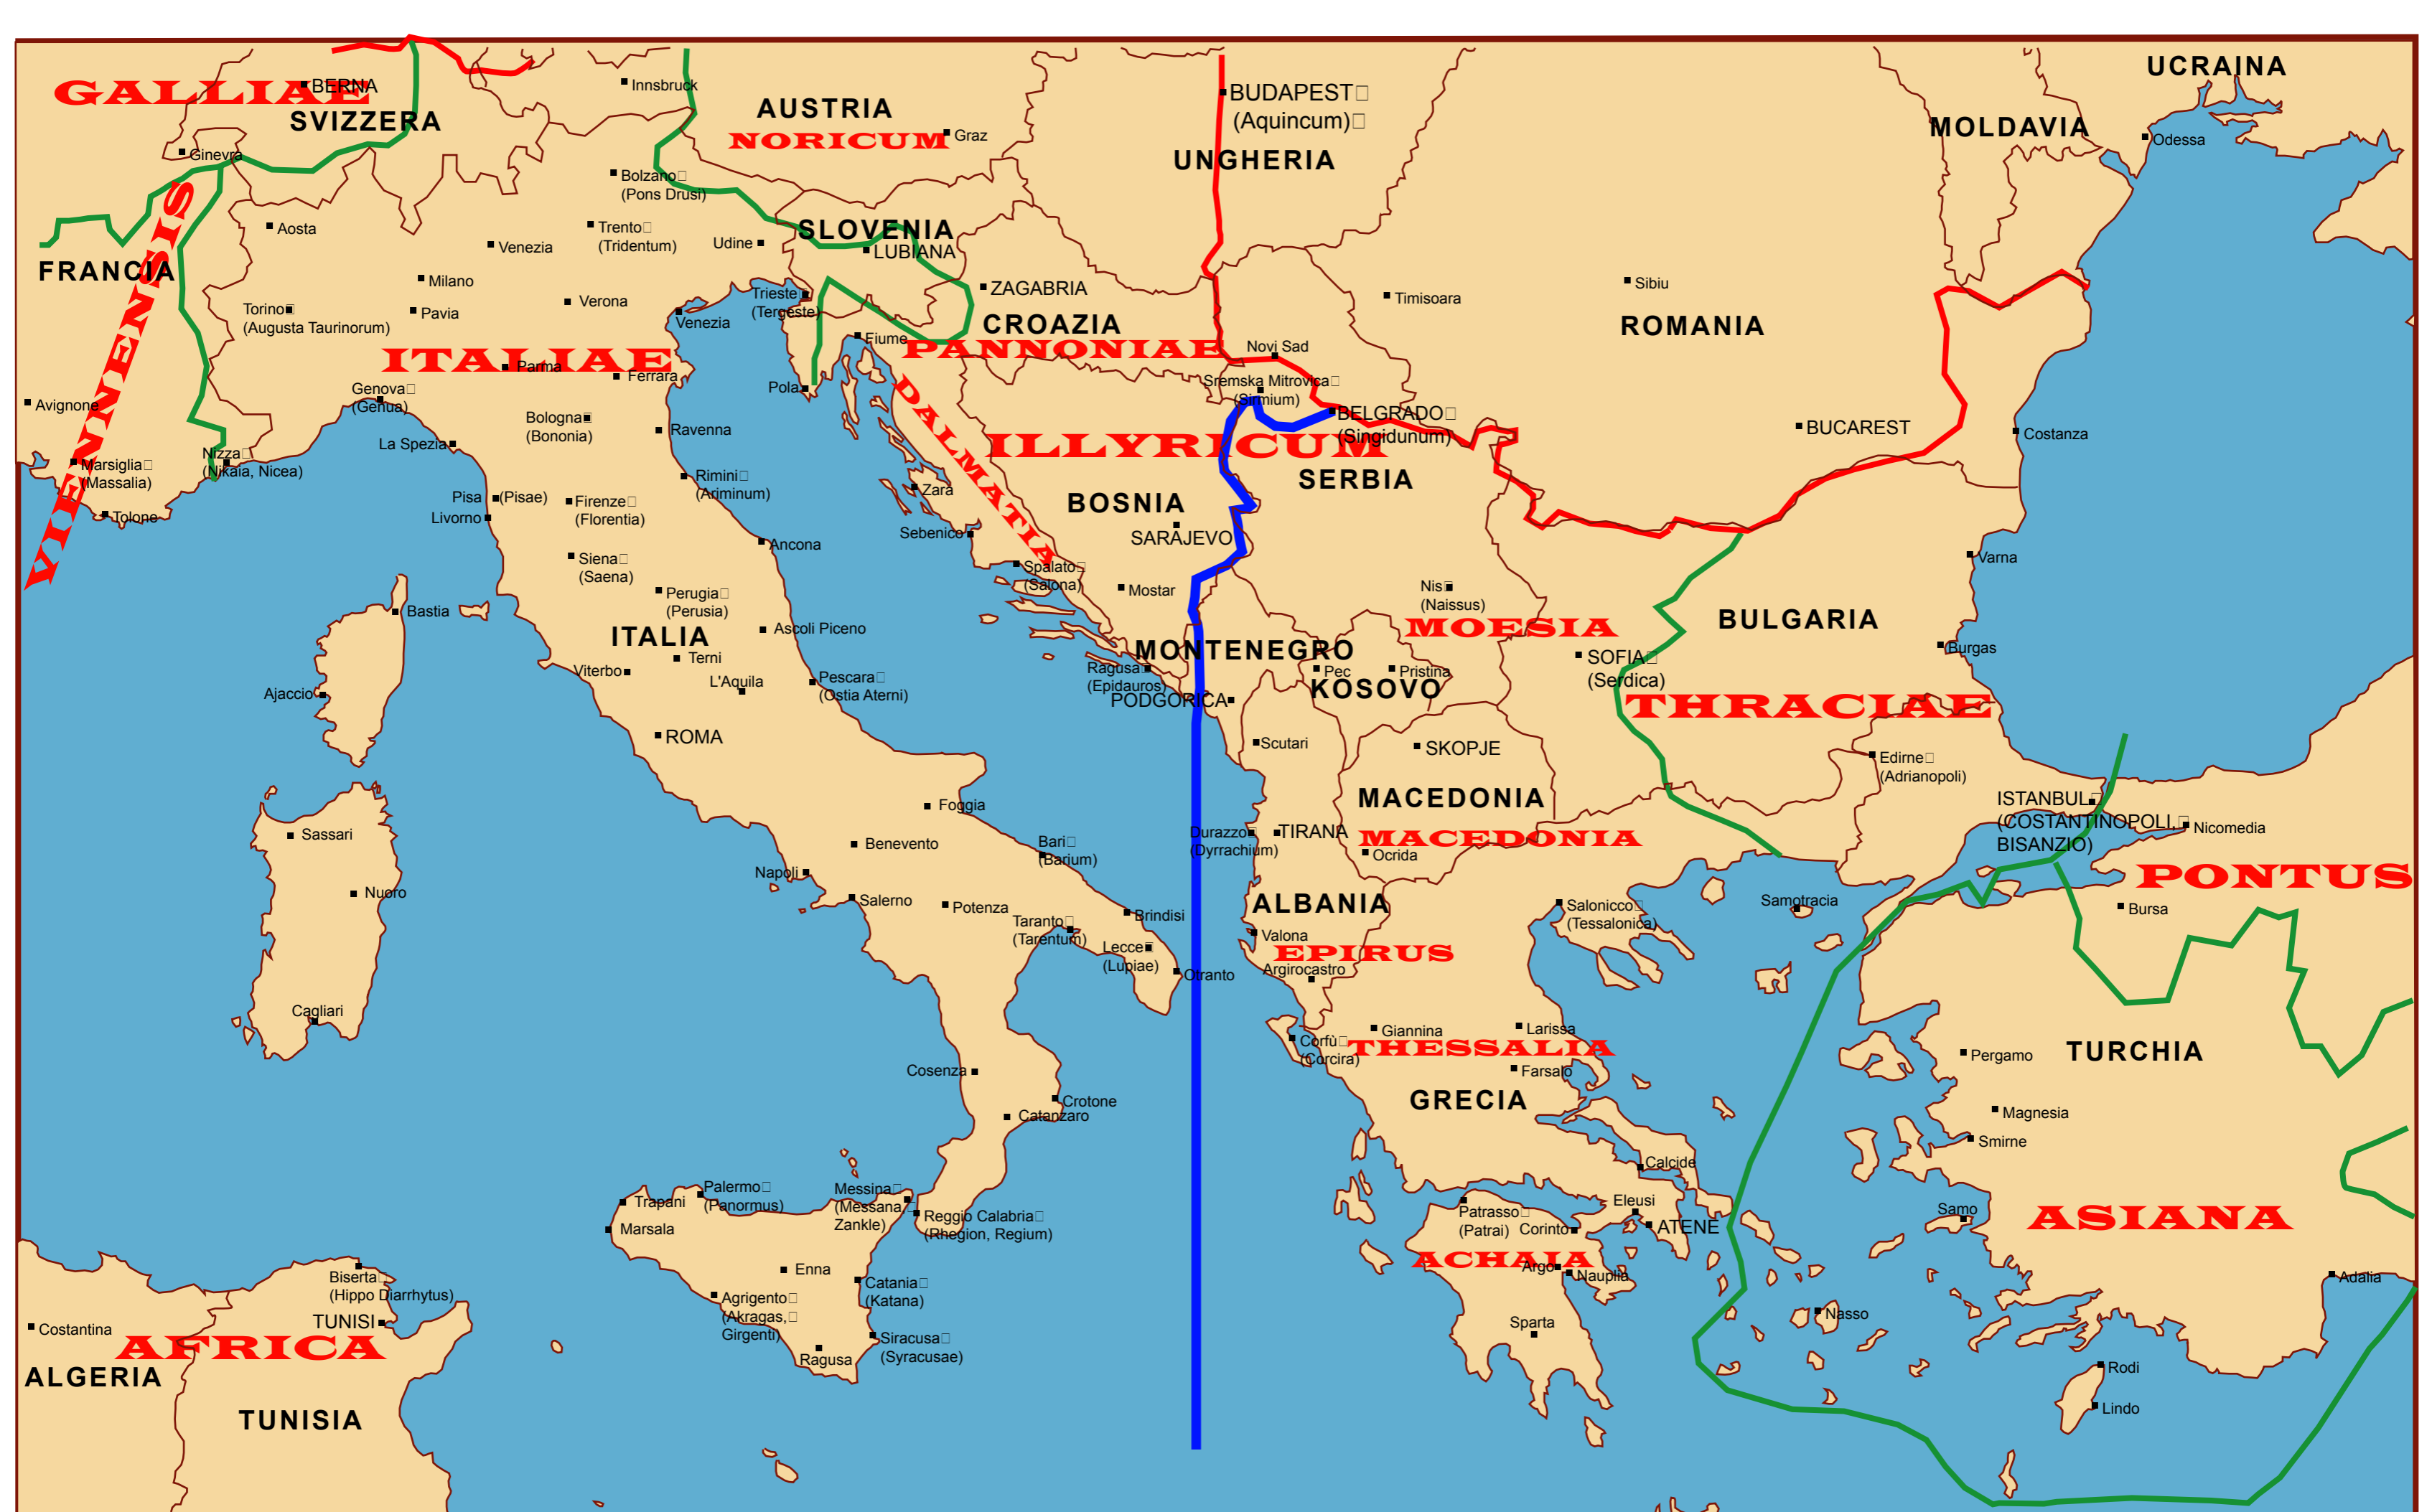 GALLIAE
BERNA
SVIZZERA
Ginevra
Innsbruck
AUSTRIA
NORICUM
Graz
BUDAPEST
(Aquincum)
UNGHERIA
MOLDAVIA
UCRAINA
Odessa
VIENNENSIS
FRANCIA
Aosta
Bolzano
(Pons Drusi)
Trento
(Tridentum)
Venezia
Udine
SLOVENIA
LUBIANA
Milano
Torino
(Augusta Taurinorum)
Pavia
Verona
Venezia
Trieste
(Tergeste)
ZAGABRIA
CROAZIA
PANNONIAE
Fiume
Pola
Timisoara
Sibiu
ROMANIA
Novi Sad
Sremska Mitrovica
(Sirmium)
BELGRADO
(Singidunum)
BUCAREST
Costanza
ITALIAE
Parma
Ferrara
Genova
(Genua)
Avignone
Bologna
(Bononia)
Ravenna
La Spezia
Nizza
(Nikaia, Nicea)
Marsiglia
(Massalia)
Tolone
Rimini
(Ariminum)
Pisa
(Pisae)
Livorno
Firenze
(Florentia)
Siena
(Saena)
Ancona
Perugia
(Perusia)
Ascoli Piceno
ITALIA
Terni
Viterbo
L'Aquila
Pescara
(Ostia Aterni)
ROMA
DALMATIA
ILLYRICUM
SERBIA
BOSNIA
SARAJEVO
Zara
Sebenico
Spalato
(Salona)
Mostar
Nis
(Naissus)
MOESIA
BULGARIA
Varna
Burgas
MONTENEGRO
Ragusa
(Epidauros)
PODGORICA
Pec
Pristina
KOSOVO
SOFIA
(Serdica)
THRACIAE
Bastia
Ajaccio
Scutari
SKOPJE
MACEDONIA
MACEDONIA
Edirne
(Adrianopoli)
ISTANBUL
(COSTANTINOPOLI,
BISANZIO)
Nicomedia
PONTUS
Bursa
Sassari
Nuoro
Cagliari
Foggia
Benevento
Bari
(Barium)
Napoli
Salerno
Potenza
Taranto
(Tarentum)
Brindisi
Lecce
(Lupiae)
Otranto
Durazzo
(Dyrrachium)
TIRANA
Ocrida
ALBANIA
Valona
EPIRUS
Argirocastro
Salonicco
(Tessalonica)
Samotracia
Cosenza
Crotone
Catanzaro
Corfù
(Corcira)
Giannina
Larissa
THESSALIA
Farsalo
GRECIA
Pergamo
TURCHIA
Magnesia
Smirne
Calcide
Trapani
Palermo
(Panormus)
Marsala
Messina
(Messana,
Zankle)
Reggio Calabria
(Rhegion, Regium)
Patrasso
(Patrai)
Corinto
Eleusi
ATENE
ACHAIA
Argo
Nauplia
Sparta
Samo
ASIANA
Adalia
Nasso
Rodi
Lindo
Enna
Catania
(Katana)
Agrigento
(Akragas,
Girgenti)
Siracusa
(Syracusae)
Ragusa
Biserta
(Hippo Diarrhytus)
TUNISI
Costantina
AFRICA
ALGERIA
TUNISIA